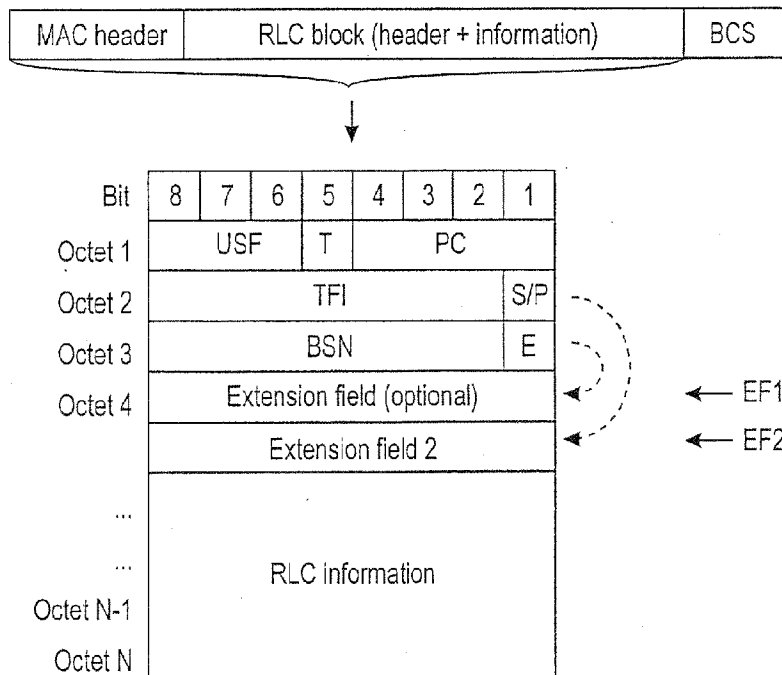 MAC header RLC block (header + information) BCS
Bit 8 7 6 5 4 3 2 1
Octet 1 USF T PC
Octet 2 TFI S/P
Octet 3 BSN E
Octet 4 Extension field (optional) EF1
Extension field 2 EF2
...
... RLC information
Octet N-1
Octet N